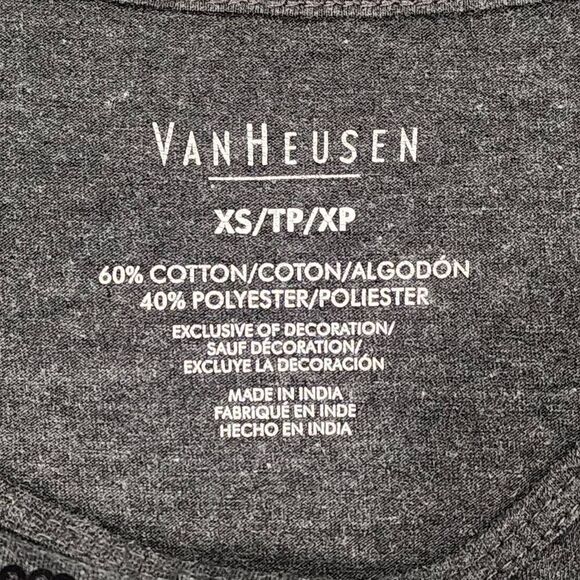 VANHEUSEN
XS/TP/XP
60% COTTON/COTON/ALGODÓN
40% POLYESTER/POLIESTER
EXCLUSIVE OF DECORATION/
SAUF DÉCORATION/
EXCLUYE LA DECORACIÓN
MADE IN INDIA
FABRIQUÉ EN INDE
HECHO EN INDIA